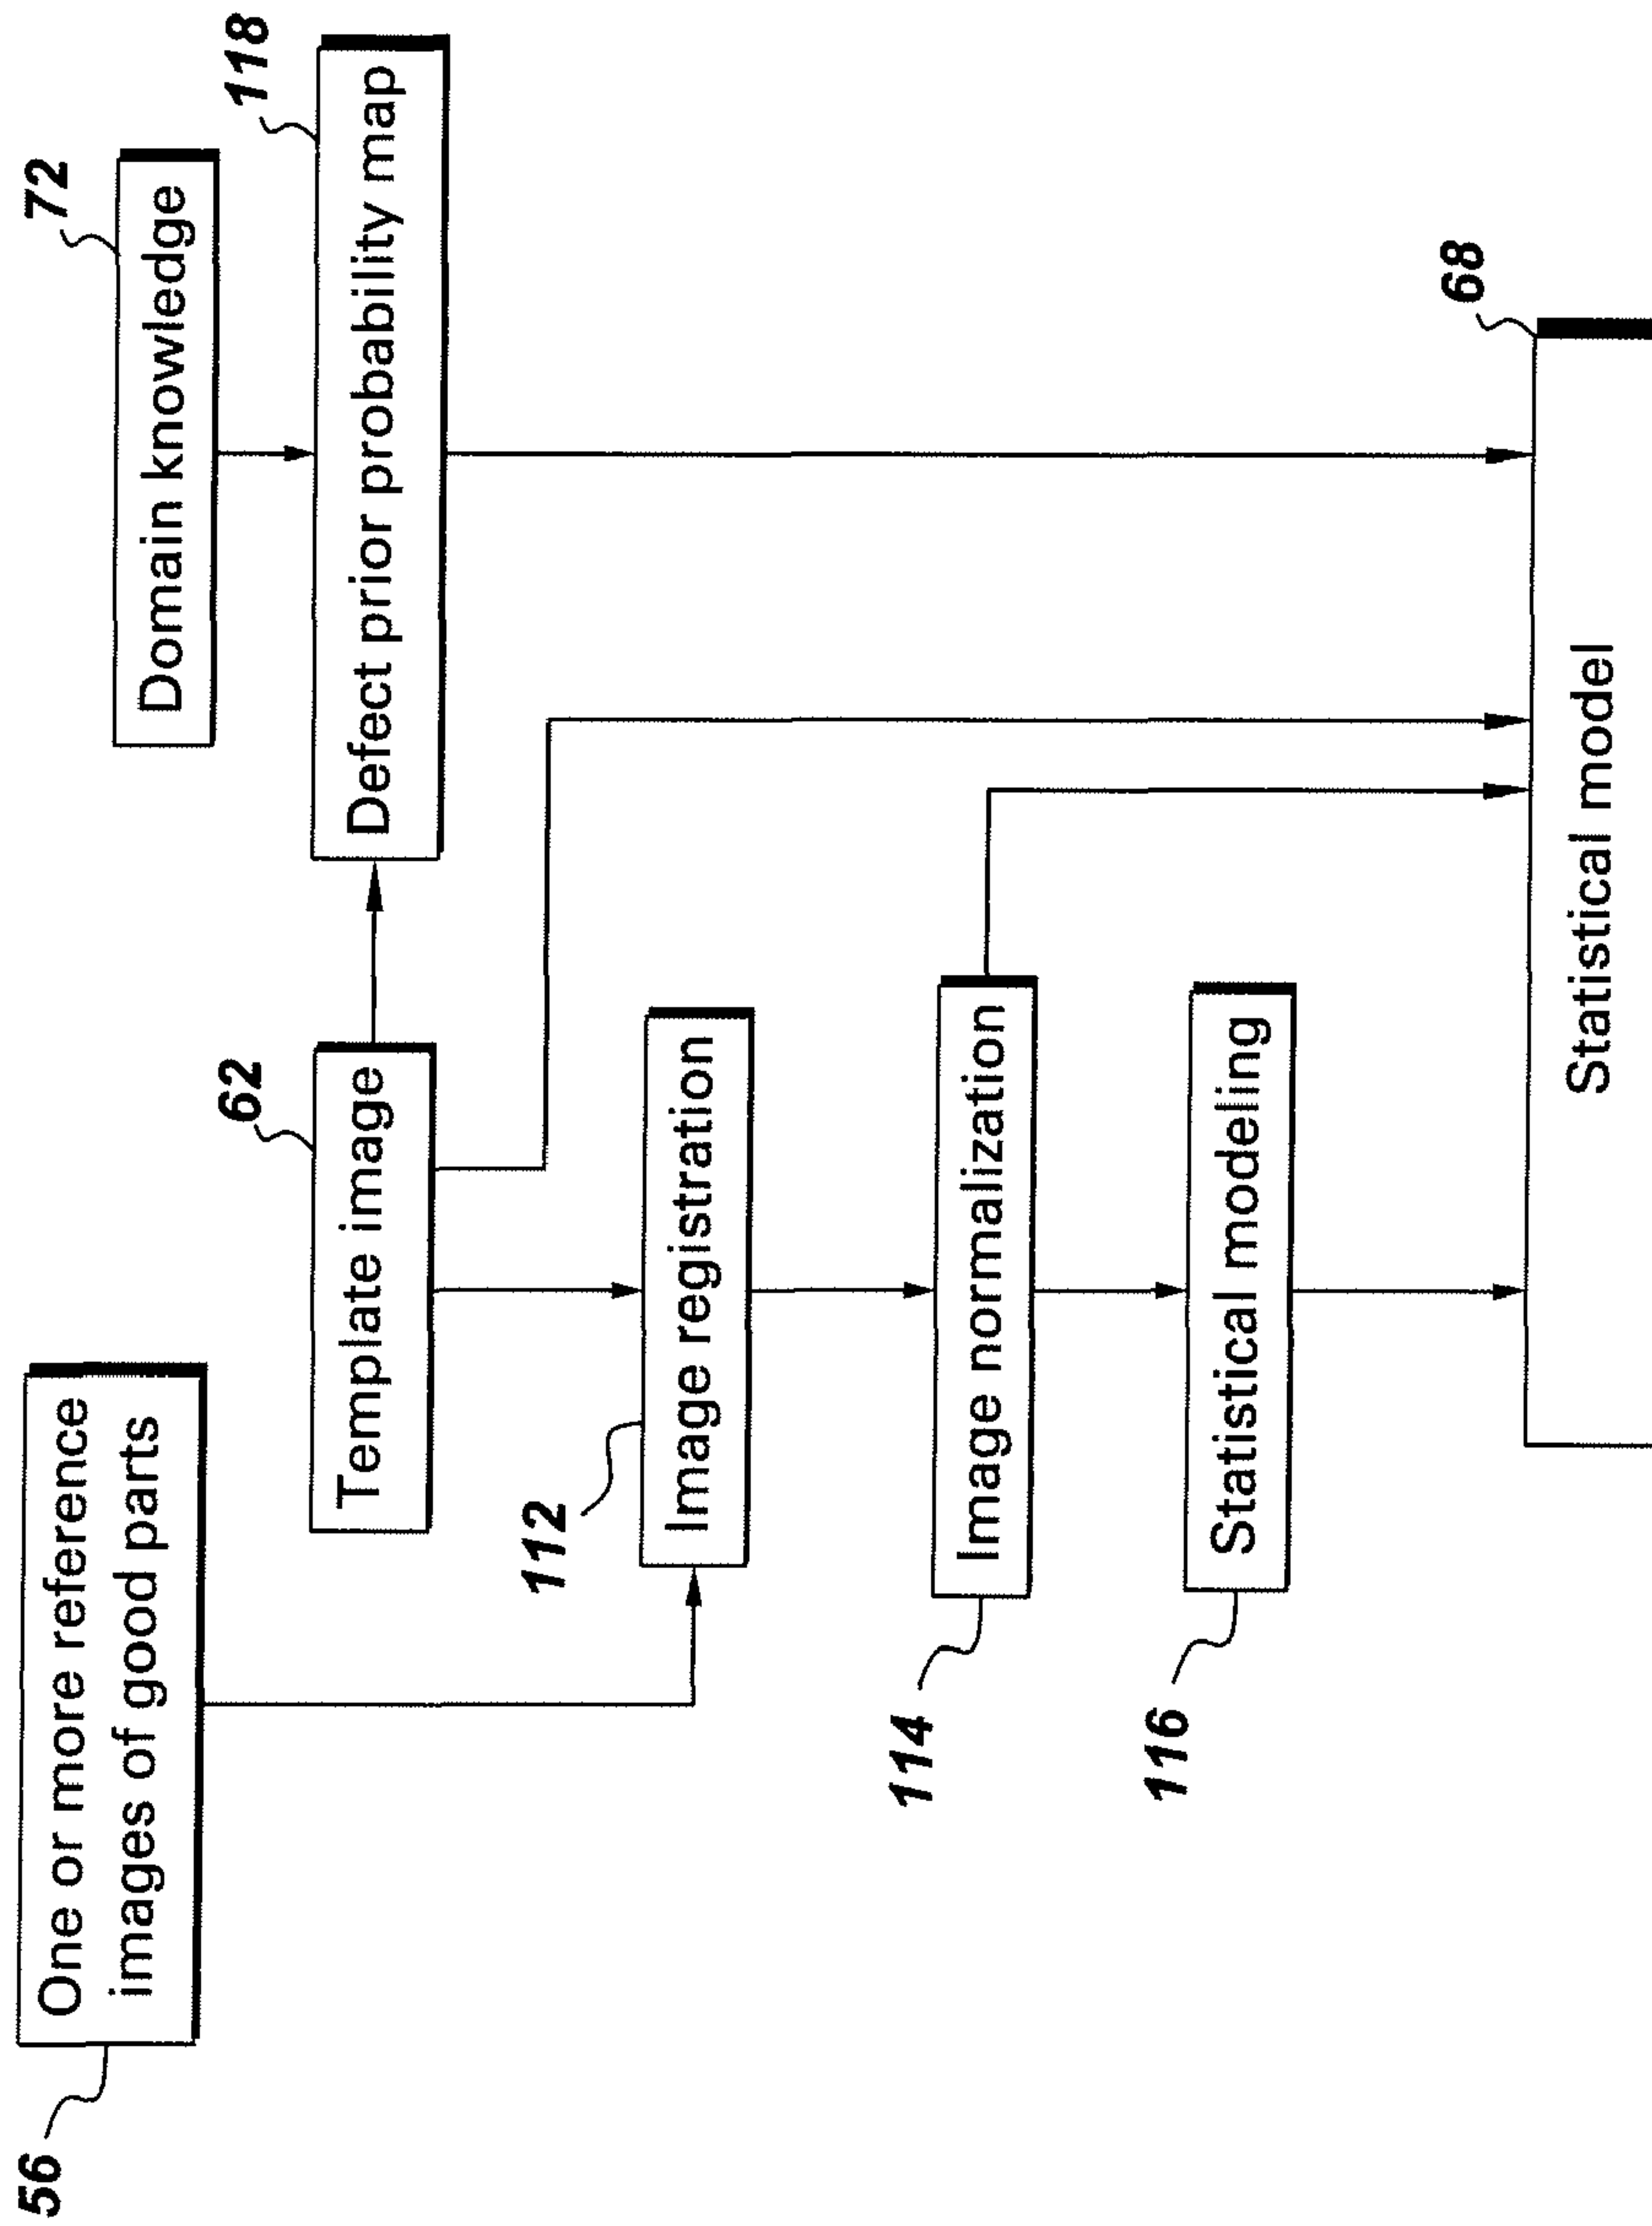 56
One or more reference
images of good parts
72
Domain knowledge
62
Template image
118
Defect prior probability map
112
Image registration
114
Image normalization
116
Statistical modeling
68
Statistical model